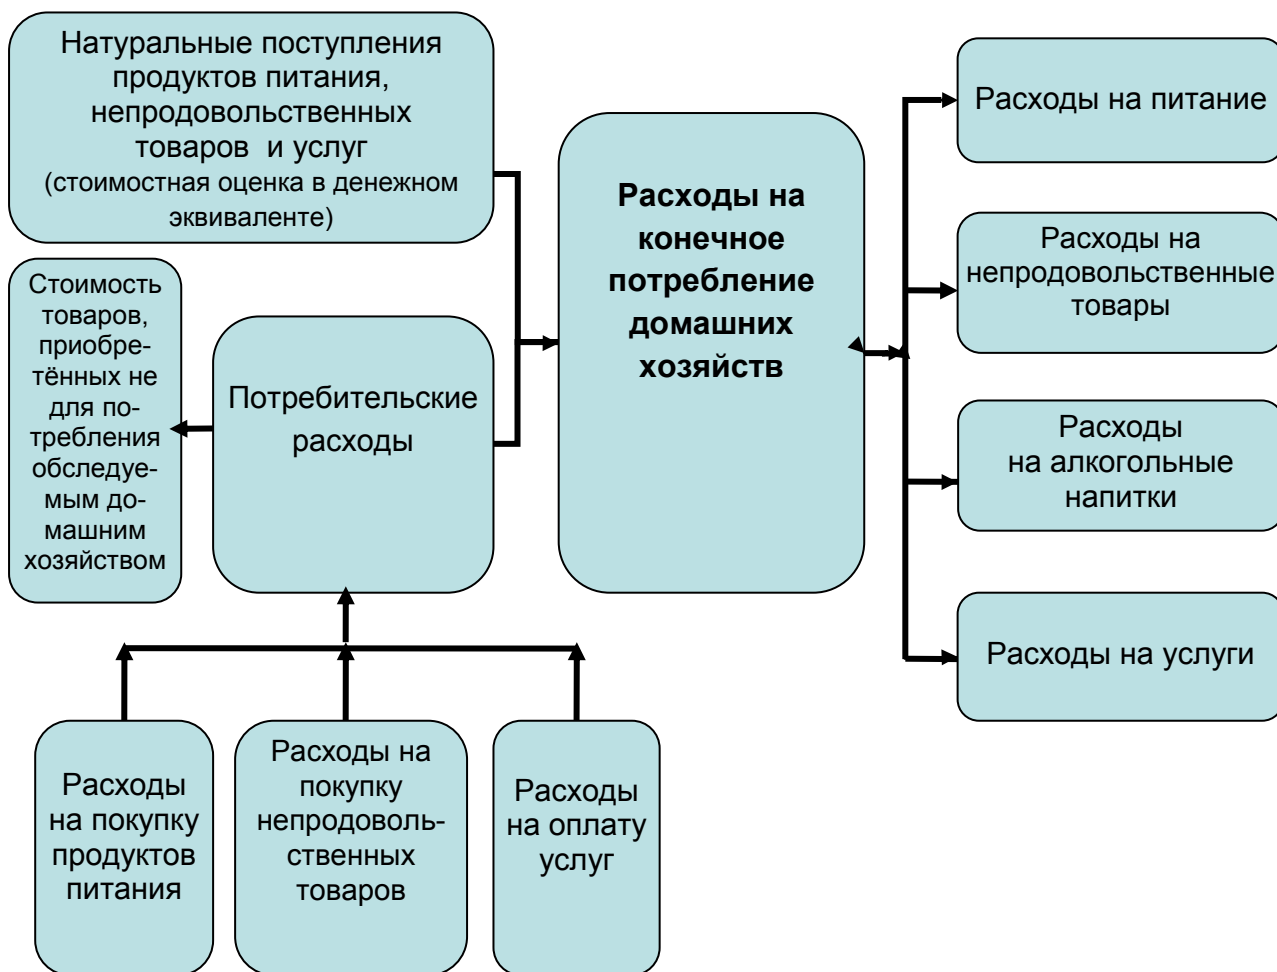 Натуральные поступления
продуктов питания,
непродовольственных
товаров и услуг
(стоимостная оценка в денежном
эквиваленте)
Стоимость
товаров,
приобре-
тённых не
для по-
требления
обследуе-
мым до-
машним
хозяйством
Потребительские
расходы
Расходы на
конечное
потребление
домашних
хозяйств
Расходы на питание
Расходы на
непродовольственные
товары
Расходы
на алкогольные
напитки
Расходы на услуги
Расходы
на покупку
продуктов
питания
Расходы на
покупку
непродоволь-
ственных
товаров
Расходы
на оплату
услуг